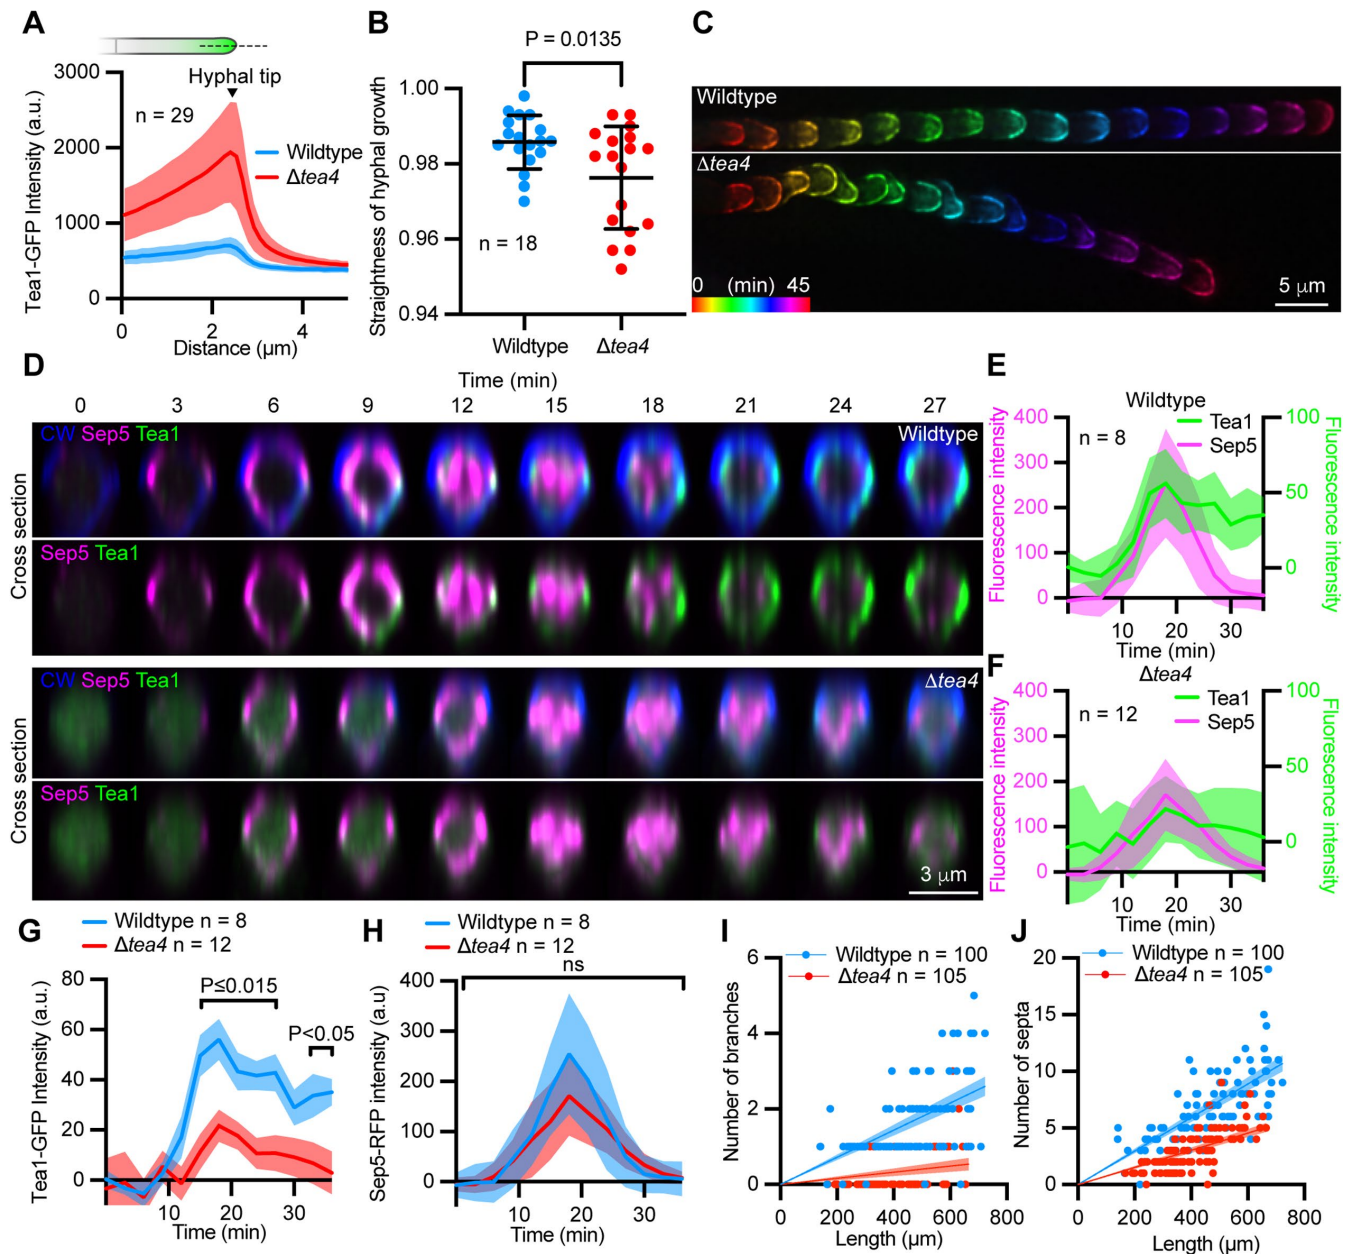 A
Hyphal tip
n = 29
Wildtype
Δtea4
Tea1-GFP Intensity (a.u.)
3000
2000
1000
0
0
2
4
Distance (μm)
B
P = 0.0135
Straightness of hyphal growth
1.00
0.98
0.96
0.94
n = 18
Wildtype
Δtea4
C
Wildtype
Δtea4
0 (min) 45
5 μm
D
Time (min)
0 3 6 9 12 15 18 21 24 27
CW Sep5 Tea1
Wildtype
Cross section
Sep5 Tea1
CW Sep5 Tea1
Δtea4
Cross section
Sep5 Tea1
3 μm
E
Wildtype
n = 8
Tea1
Sep5
Fluorescence intensity
400
300
200
100
0
100
50
0
Fluorescence intensity
10 20 30
Time (min)
F
Δtea4
n = 12
Tea1
Sep5
Fluorescence intensity
400
300
200
100
0
100
50
0
Fluorescence intensity
10 20 30
Time (min)
G
Wildtype n = 8
Δtea4 n = 12
P≤0.015
P<0.05
Tea1-GFP Intensity (a.u.)
80
60
40
20
0
10 20 30
Time (min)
H
Wildtype n = 8
Δtea4 n = 12
ns
Sep5-RFP intensity (a.u)
400
300
200
100
0
10 20 30
Time (min)
I
Wildtype n = 100
Δtea4 n = 105
Number of branches
6
4
2
0
0 200 400 600 800
Length (μm)
J
Wildtype n = 100
Δtea4 n = 105
Number of septa
20
15
10
5
0
0 200 400 600 800
Length (μm)